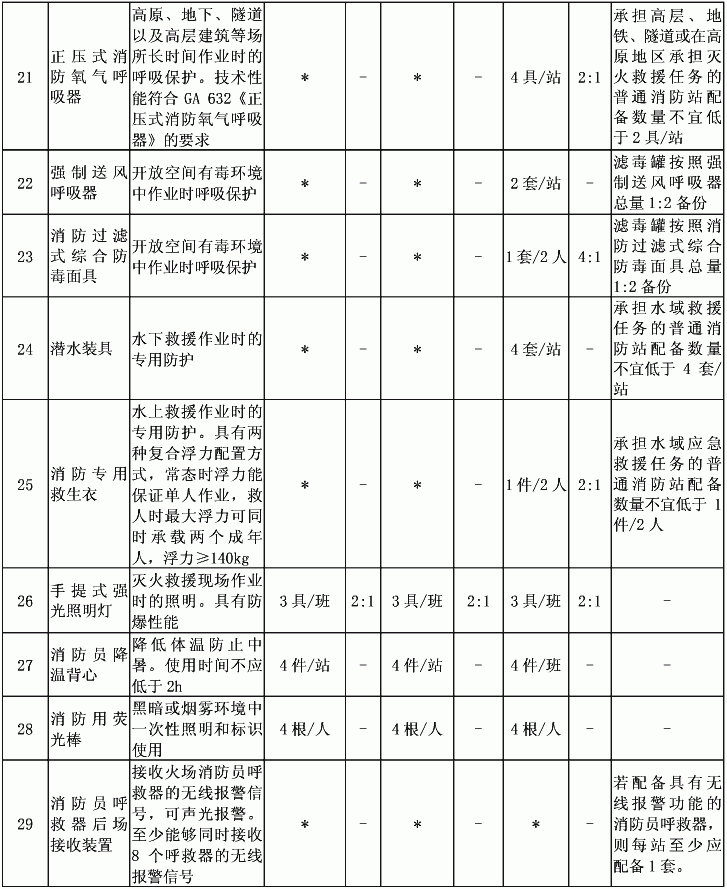 21
正压式消
防氧气呼
吸器
高原、地下、隧道
以及高层建筑等场
所长时间作业时的
呼吸保护。技术性
能符合 GA 632《正
压式消防氧气呼吸
器》的要求
*
-
*
-
4 具/站
2:1
承担高层、地
铁、隧道或在高
原地区承担灭
火救援任务的
普通消防站配
备数量不宜低
于 2 具/站
22
强制送风
呼吸器
开放空间有毒环境
中作业时呼吸保护
*
-
*
-
2 套/站
-
滤毒罐按照强
制送风呼吸器
总量 1:2 备份
23
消防过滤
式综合防
毒面具
开放空间有毒环境
中作业时呼吸保护
*
-
*
-
1 套/2 人
4:1
滤毒罐按照消
防过滤式综合
防毒面具总量
1:2 备份
24
潜水装具
水下救援作业时的
专用防护
*
-
*
-
4 套/站
-
承担水域救援
任务的普通消
防站配备数量
不宜低于 4 套/
站
25
消防专用
救生衣
水上救援作业时的
专用防护。具有两
种复合浮力配置方
式，常态时浮力能
保证单人作业，救
人时最大浮力可同
时承载两个成年
人，浮力≥140kg
*
-
*
-
1 件/2 人
2:1
承担水域应急
救援任务的普
通消防站配备
数量不宜低于 1
件/2 人
26
手提式强
光照明灯
灭火救援现场作业
时的照明。具有防
爆性能
3 具/班
2:1
3 具/班
2:1
3 具/班
2:1
-
27
消防员降
温背心
降低体温防止中
暑。使用时间不应
低于 2h
4 件/站
-
4 件/站
-
4 件/班
-
-
28
消防用荧
光棒
黑暗或烟雾环境中
一次性照明和标识
使用
4 根/人
-
4 根/人
-
4 根/人
-
-
29
消防员呼
救器后场
接收装置
接收火场消防员呼
救器的无线报警信
号，可声光报警。
至少能够同时接收
8 个呼救器的无线
报警信号
*
-
*
-
*
-
若配备具有无
线报警功能的
消防员呼救器，
则每站至少应
配备 1 套。